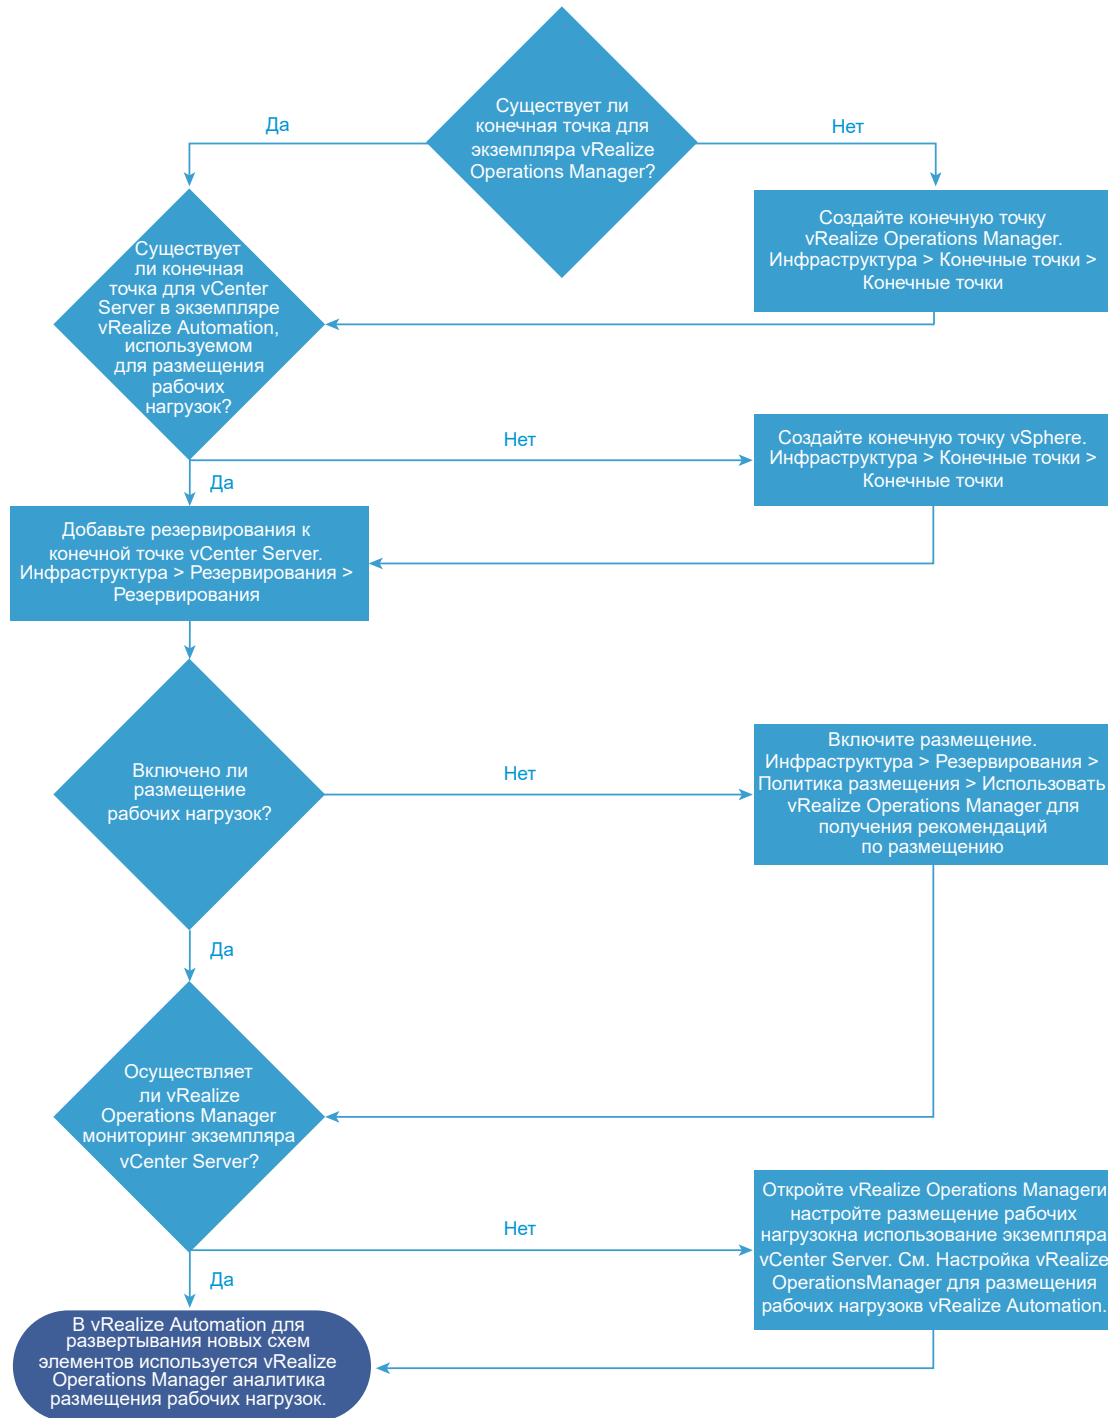 Существует ли
конечная точка для
экземпляра vRealize
Operations Manager?
Да
Нет
Создайте конечную точку
vRealize Operations Manager.
Инфраструктура > Конечные точки >
Конечные точки
Существует
ли конечная
точка для vCenter
Server в экземпляре
vRealize Automation,
используемом
для размещения
рабочих
нагрузок?
Нет
Создайте конечную точку vSphere.
Инфраструктура > Конечные точки >
Конечные точки
Да
Добавьте резервирования к
конечной точке vCenter Server.
Инфраструктура > Резервирования >
Резервирования
Включено ли
размещение
рабочих нагрузок?
Нет
Включите размещение.
Инфраструктура > Резервирования >
Политика размещения > Использовать
vRealize Operations Manager для
получения рекомендаций
по размещению
Да
Осуществляет
ли vRealize
Operations Manager
мониторинг экземпляра
vCenter Server?
Нет
Откройте vRealize Operations Managerи
настройте размещение рабочих
нагрузокна использование экземпляра
vCenter Server. См. Настройка vRealize
OperationsManager для размещения
рабочих нагрузокв vRealize Automation.
Да
В vRealize Automation для
развертывания новых схем
элементов используется vRealize
Operations Manager аналитика
размещения рабочих нагрузок.